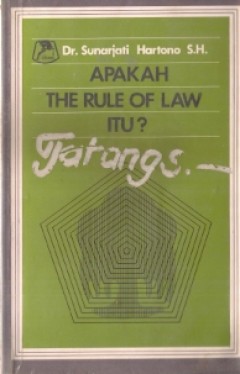 Dr. Sunarjati Hartono S.H.
APAKAH
THE RULE OF LAW
ITU?
Tatangs.-